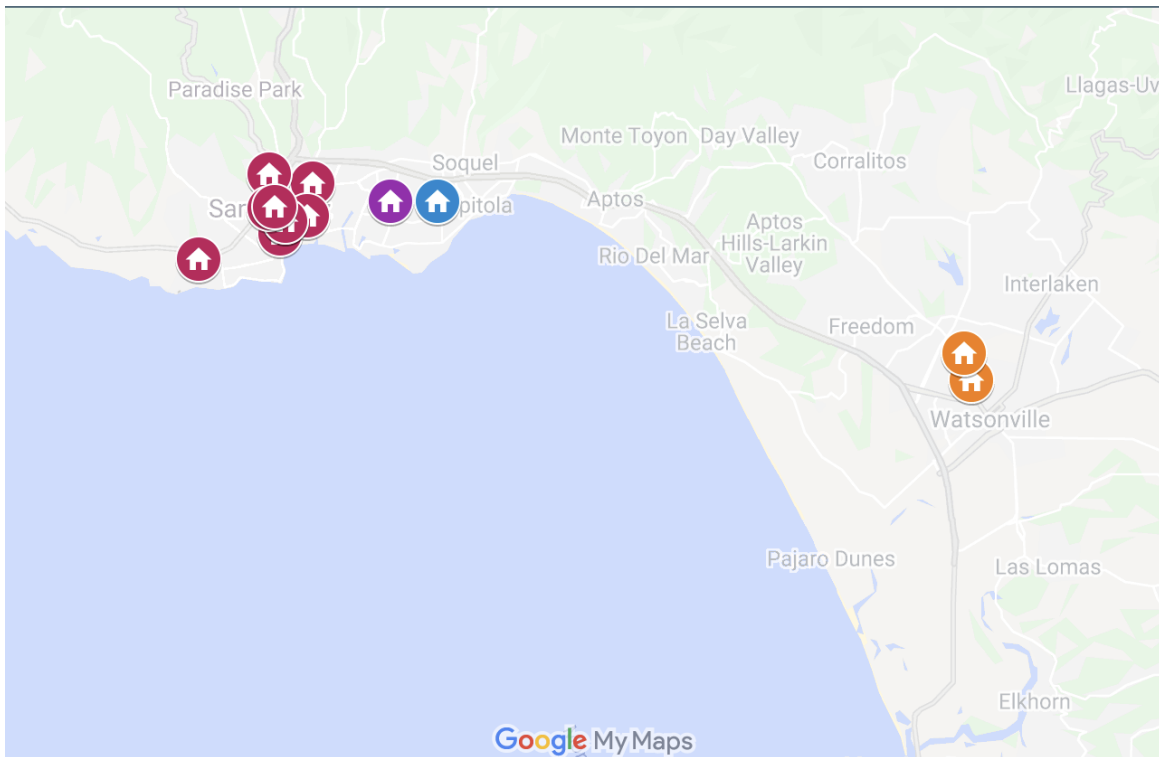 Llagas-Uv
Paradise Park
Monte Toyon
Day Valley
Corralitos
Soquel
Aptos
Aptos
Hills-Larkin
Valley
Rio Del Mar
Interlaken
La Selva
Beach
Freedom
Watsonville
Pajaro Dunes
Las Lomas
Elkhorn
Google My Maps